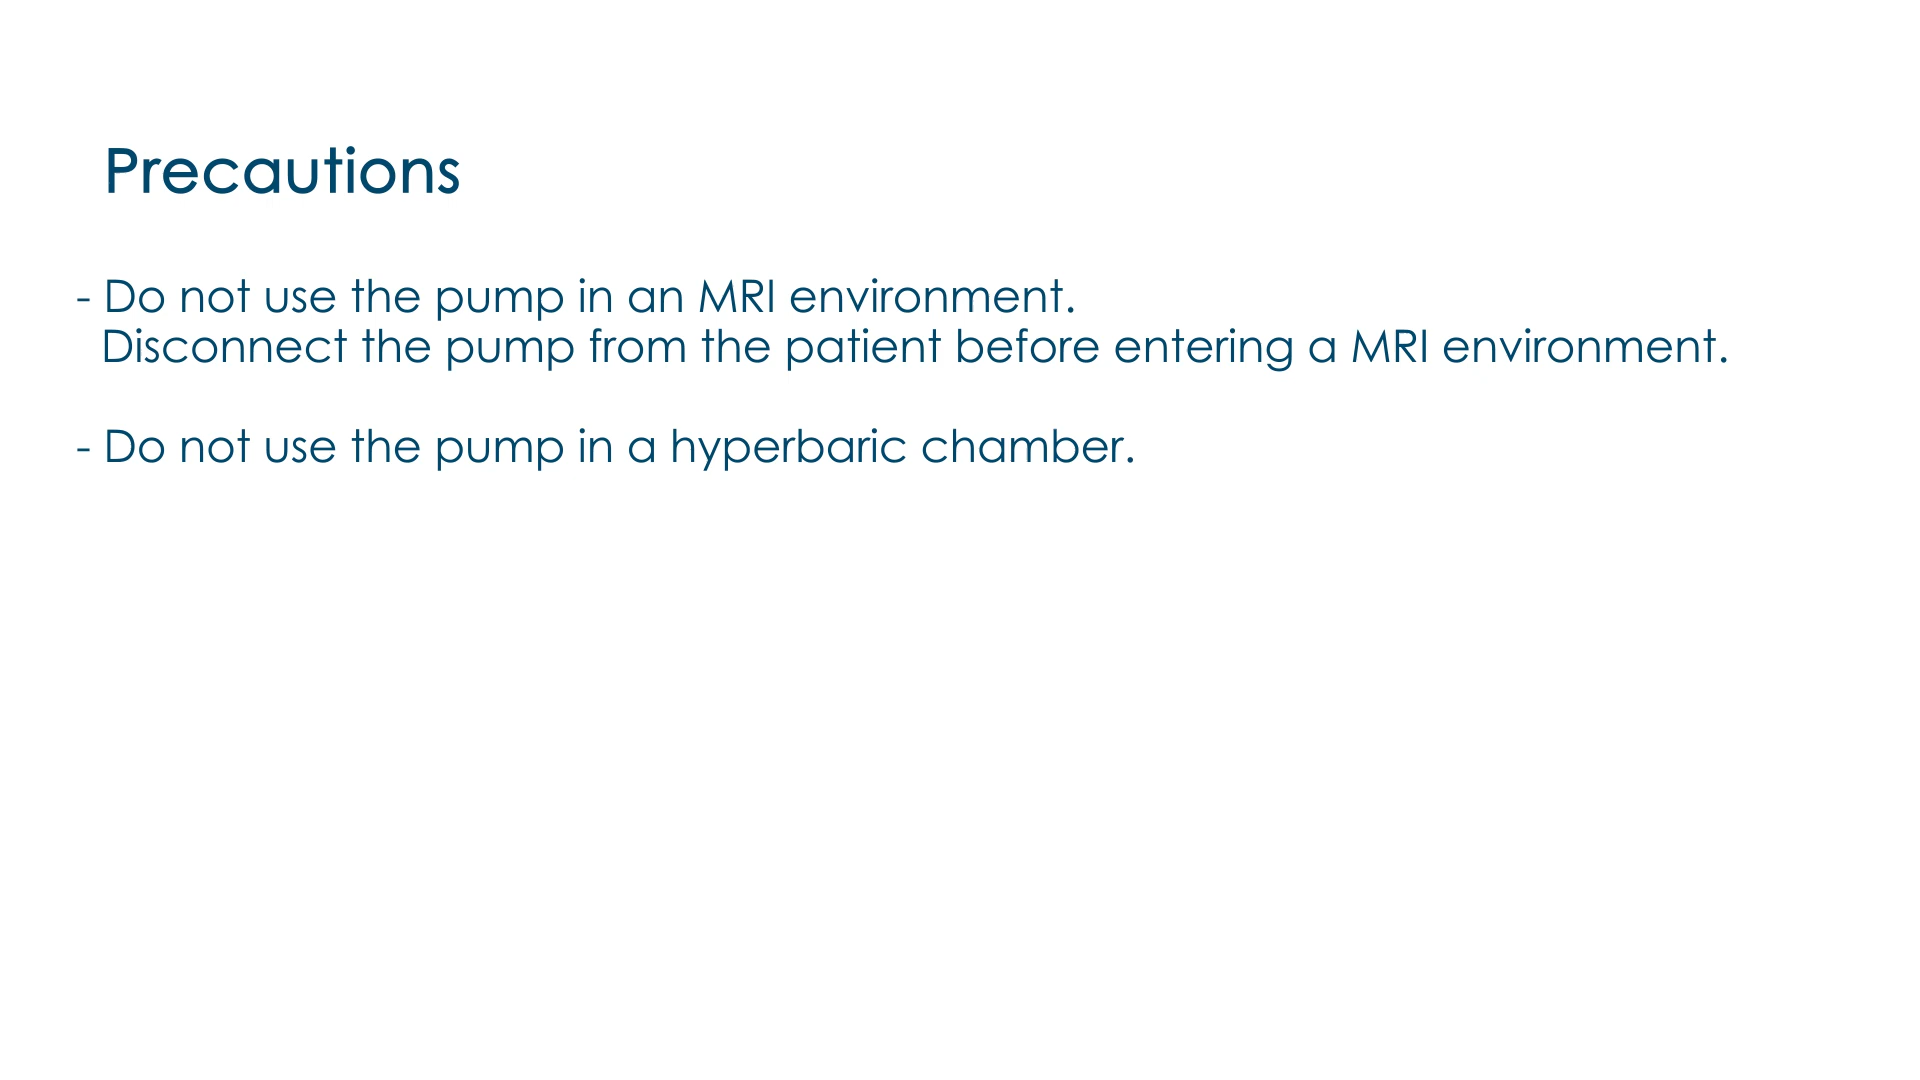 Precautions
- Do not use the pump in an MRI environment.
Disconnect the pump from the patient before entering a MRI environment.
- Do not use the pump in a hyperbaric chamber.